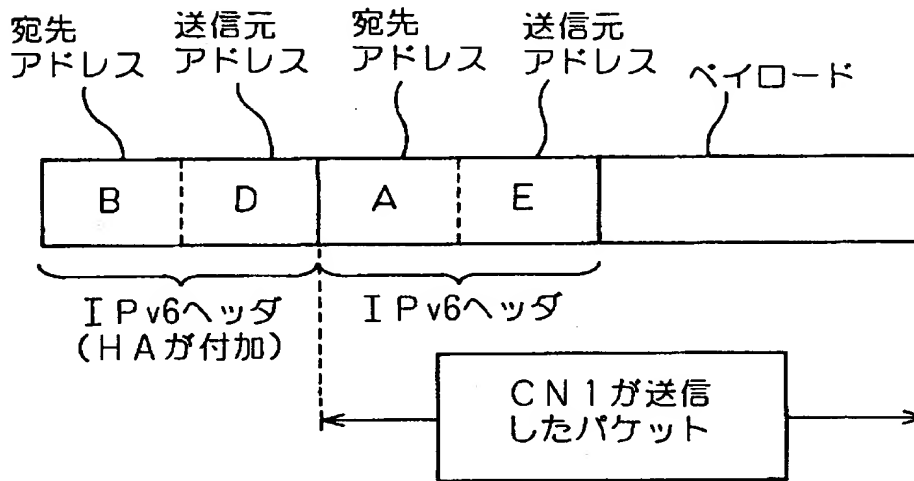 宛先
アドレス
送信元
アドレス
宛先
アドレス
送信元
アドレス
ペイロード
B
D
A
E
IPv6ヘッダ
(HAが付加)
IPv6ヘッダ
CN1が送信
したパケット